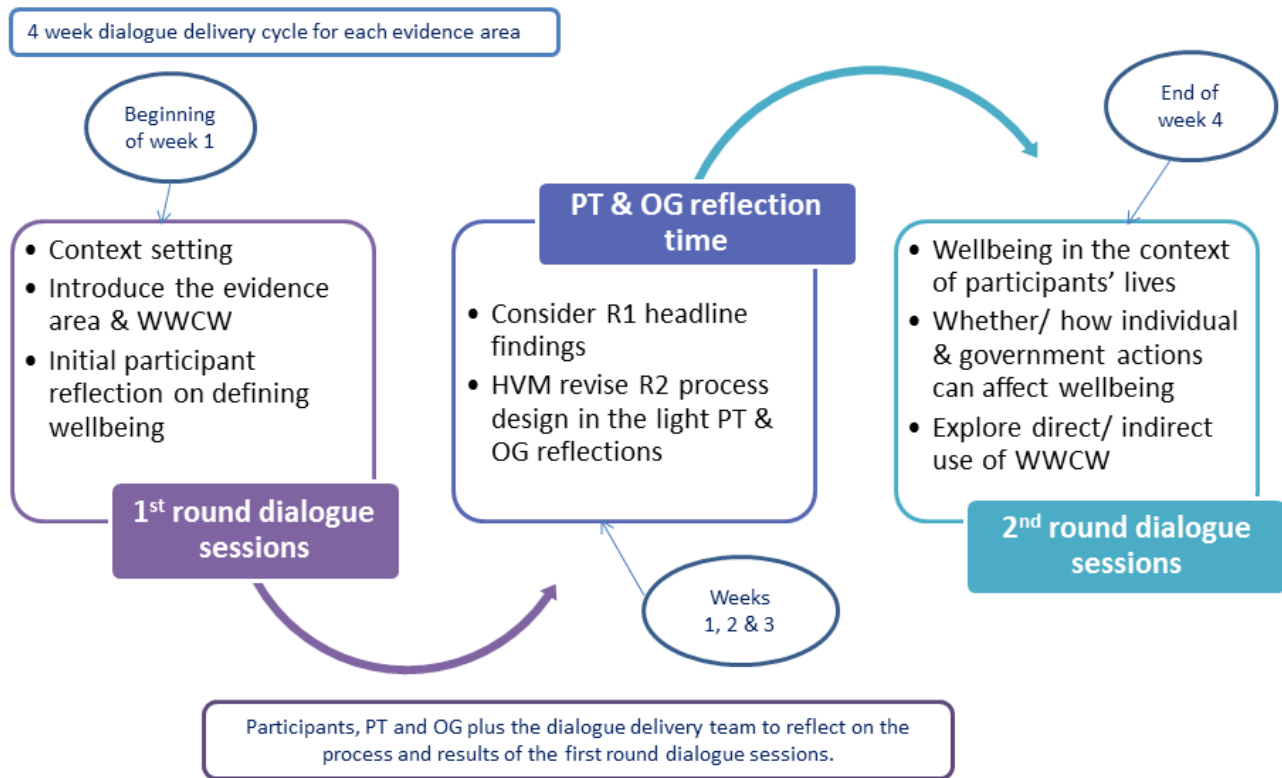 4 week dialogue delivery cycle for each evidence area
Beginning
of week 1
• Context setting
• Introduce the evidence
area & WWCW
• Initial participant
reflection on defining
wellbeing
1st round dialogue
sessions
PT & OG reflection
time
• Consider R1 headline
findings
• HVM revise R2 process
design in the light PT &
OG reflections
Weeks
1, 2 & 3
End of
week 4
• Wellbeing in the context
of participants’ lives
• Whether/ how individual
& government actions
can affect wellbeing
• Explore direct/ indirect
use of WWCW
2nd round dialogue
sessions
Participants, PT and OG plus the dialogue delivery team to reflect on the
process and results of the first round dialogue sessions.